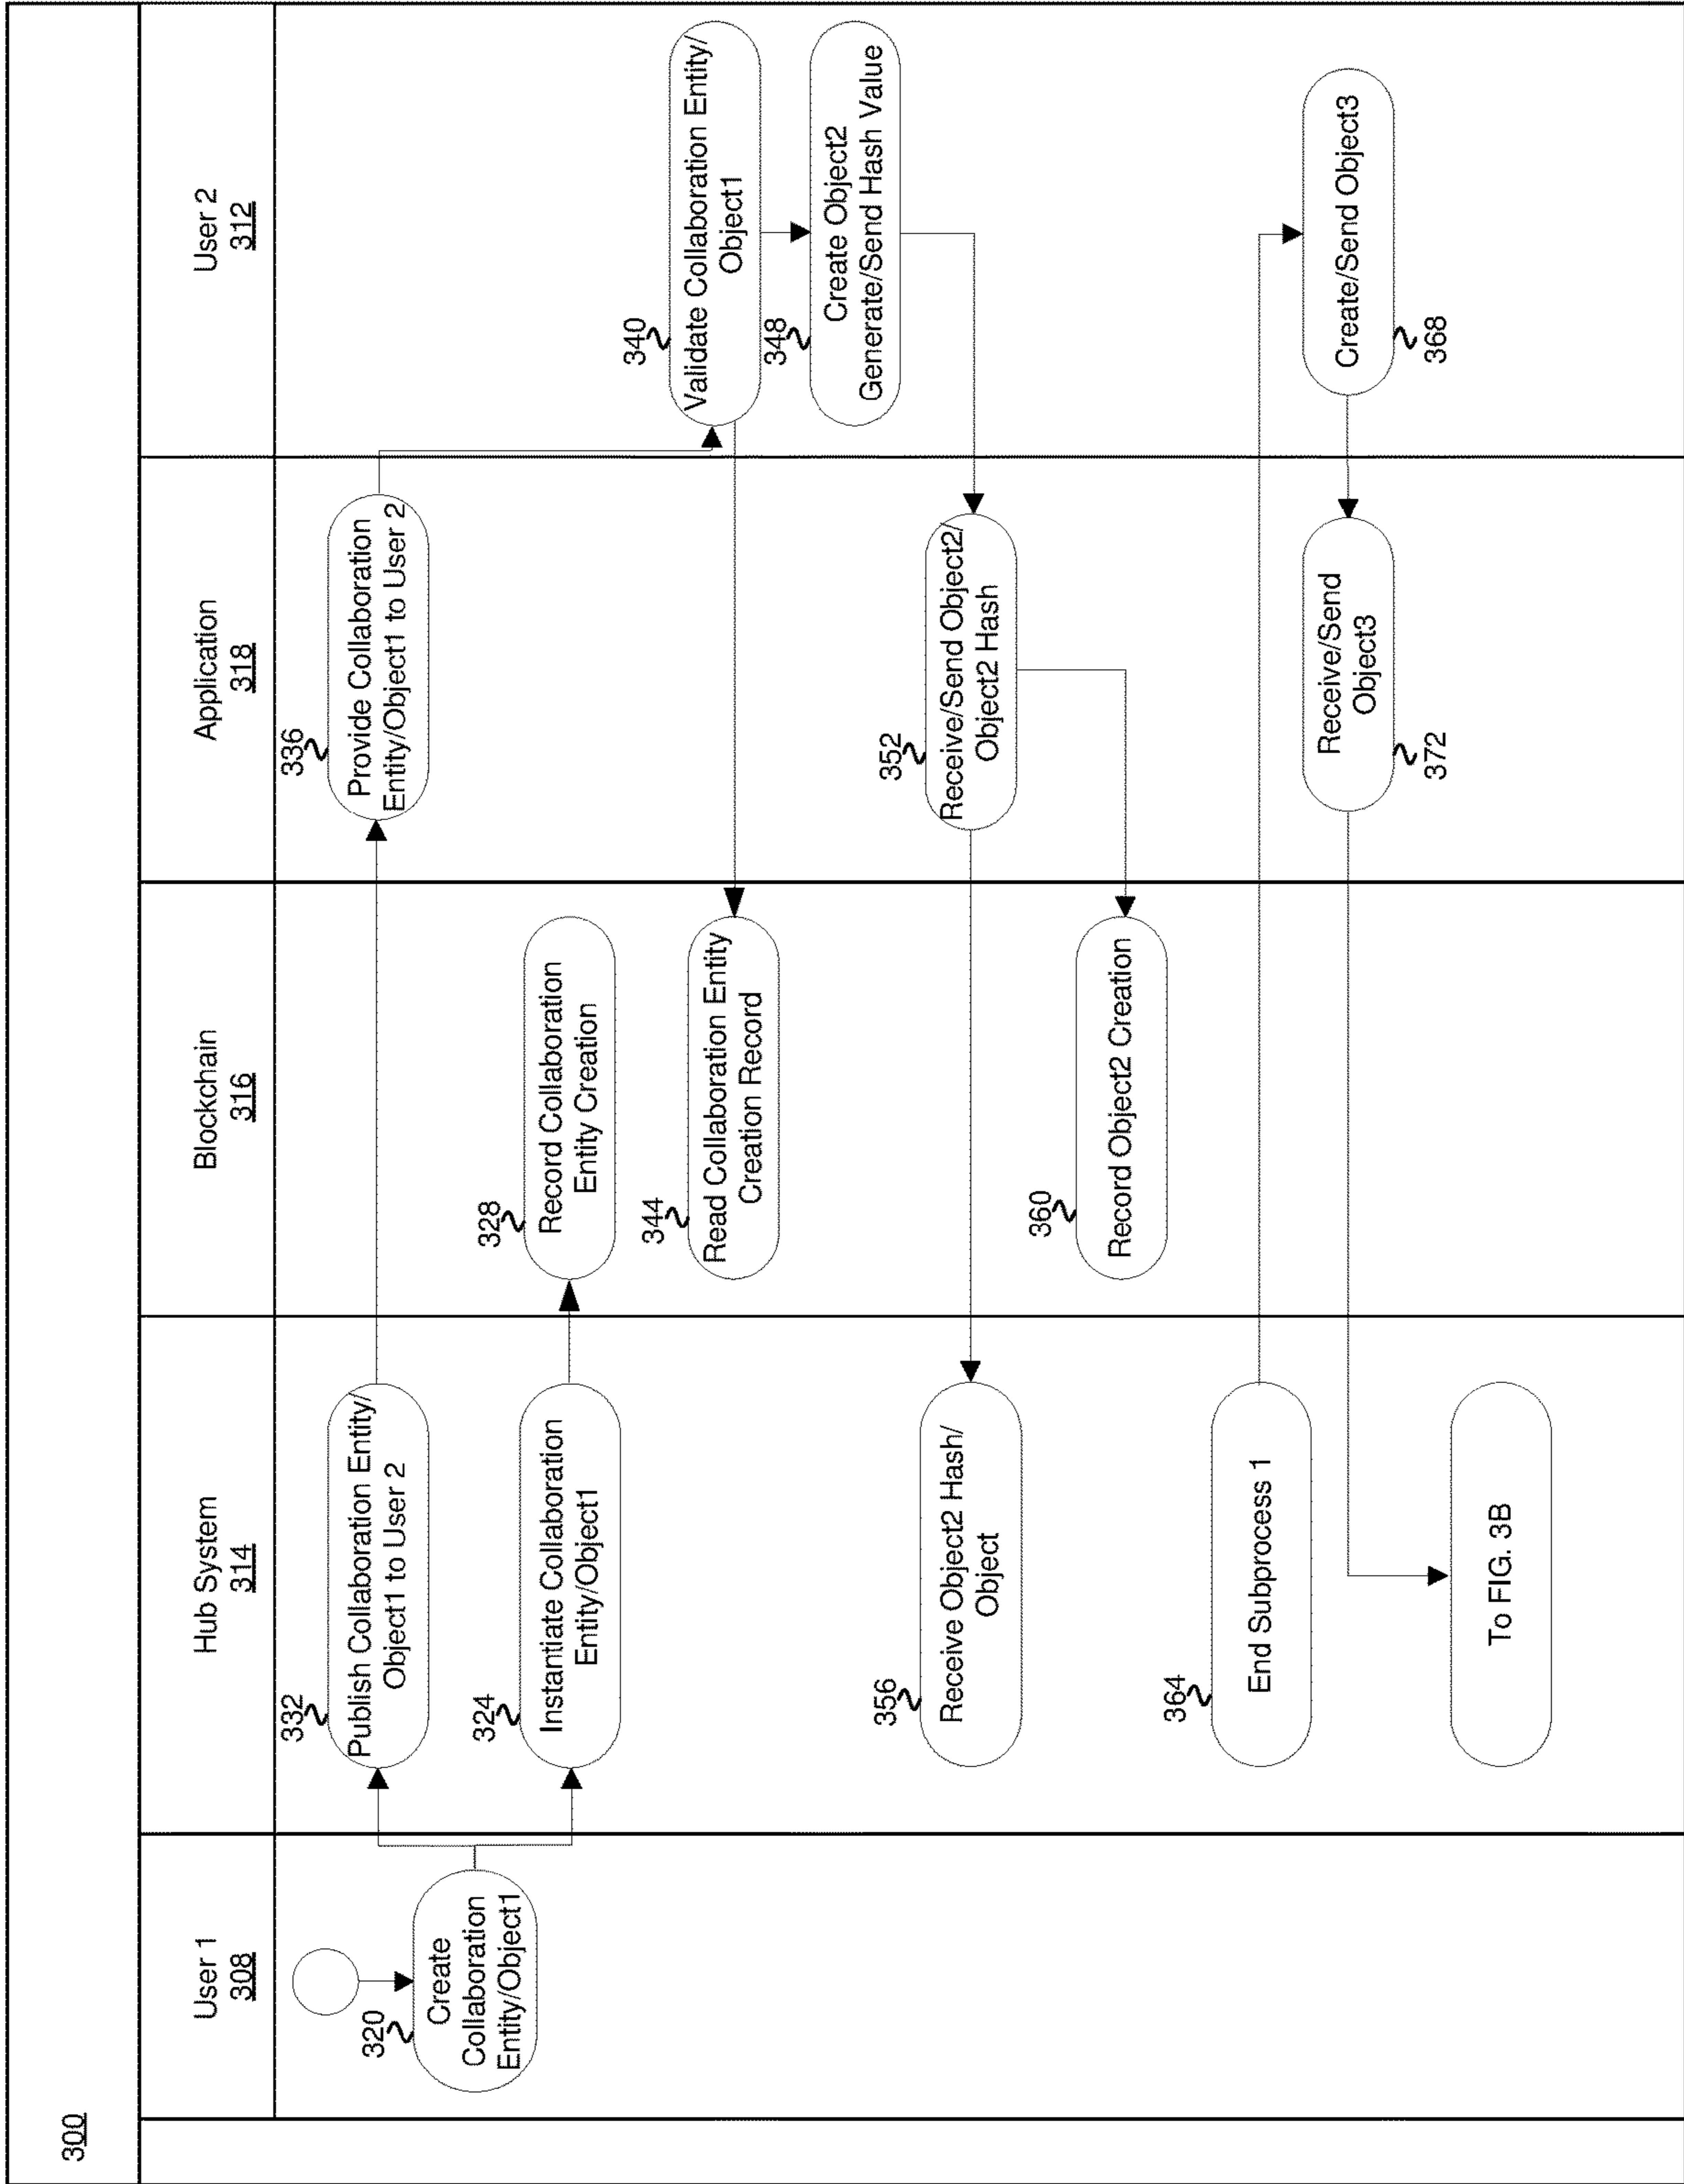 300
User 1
308
Hub System
314
Blockchain
316
Application
318
User 2
312
320
Create
Collaboration
Entity/Object1
332
Publish Collaboration Entity/
Object1 to User 2
336
Provide Collaboration
Entity/Object1 to User 2
324
Instantiate Collaboration
Entity/Object1
328
Record Collaboration
Entity Creation
340
Validate Collaboration Entity/
Object1
344
Read Collaboration Entity
Creation Record
348
Create Object2
Generate/Send Hash Value
352
Receive/Send Object2/
Object2 Hash
356
Receive Object2 Hash/
Object
360
Record Object2 Creation
364
End Subprocess 1
Create/Send Object3
368
Receive/Send
Object3
372
To FIG. 3B